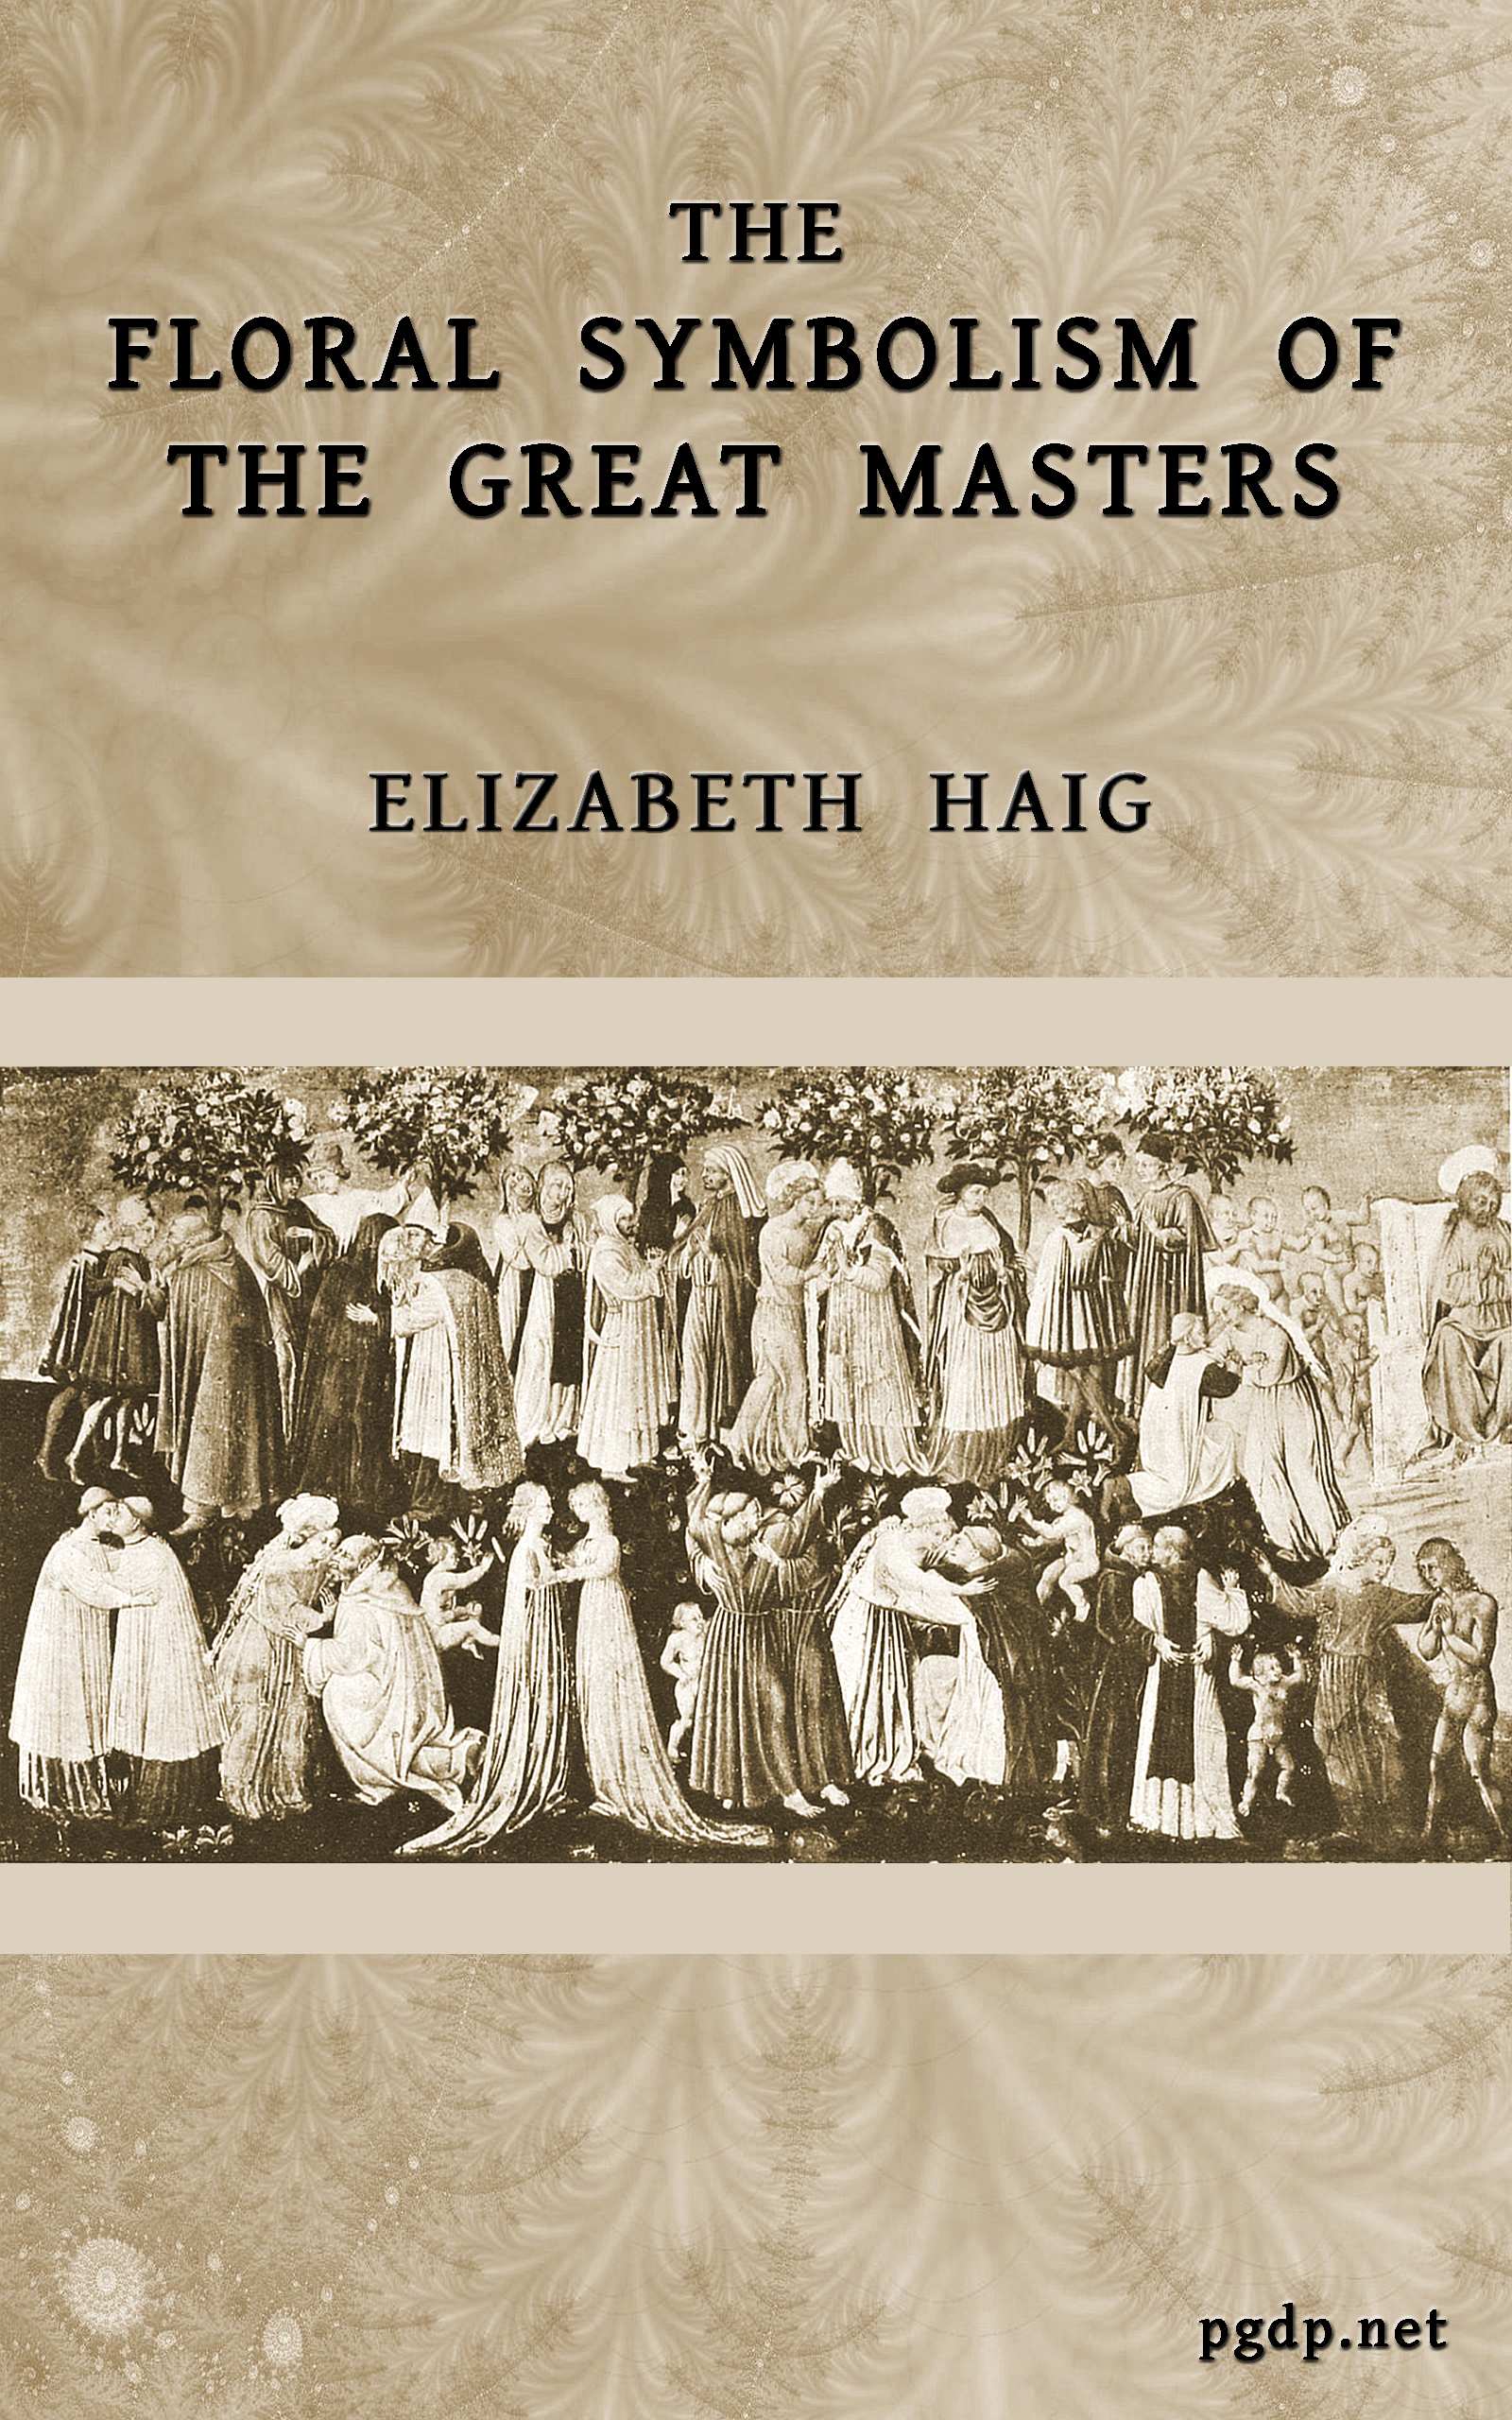 THE
FLORAL SYMBOLISM OF
THE GREAT MASTERS
ELIZABETH HAIG
pgdp.net